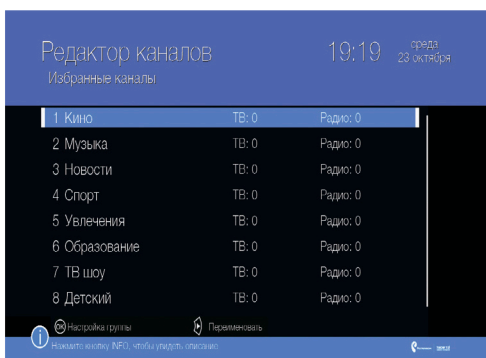 Редактор каналов 19:19 среда
Избранные каналы 23 октября
1 Кино ТВ: 0 Радио: 0
2 Музыка ТВ: 0 Радио: 0
3 Новости ТВ: 0 Радио: 0
4 Спорт ТВ: 0 Радио: 0
5 Увлечения ТВ: 0 Радио: 0
6 Образование ТВ: 0 Радио: 0
7 ТВ шоу ТВ: 0 Радио: 0
8 Детский ТВ: 0 Радио: 0
OK Настройка группы Переименовать
i Нажмите кнопку INFO, чтобы увидеть описание